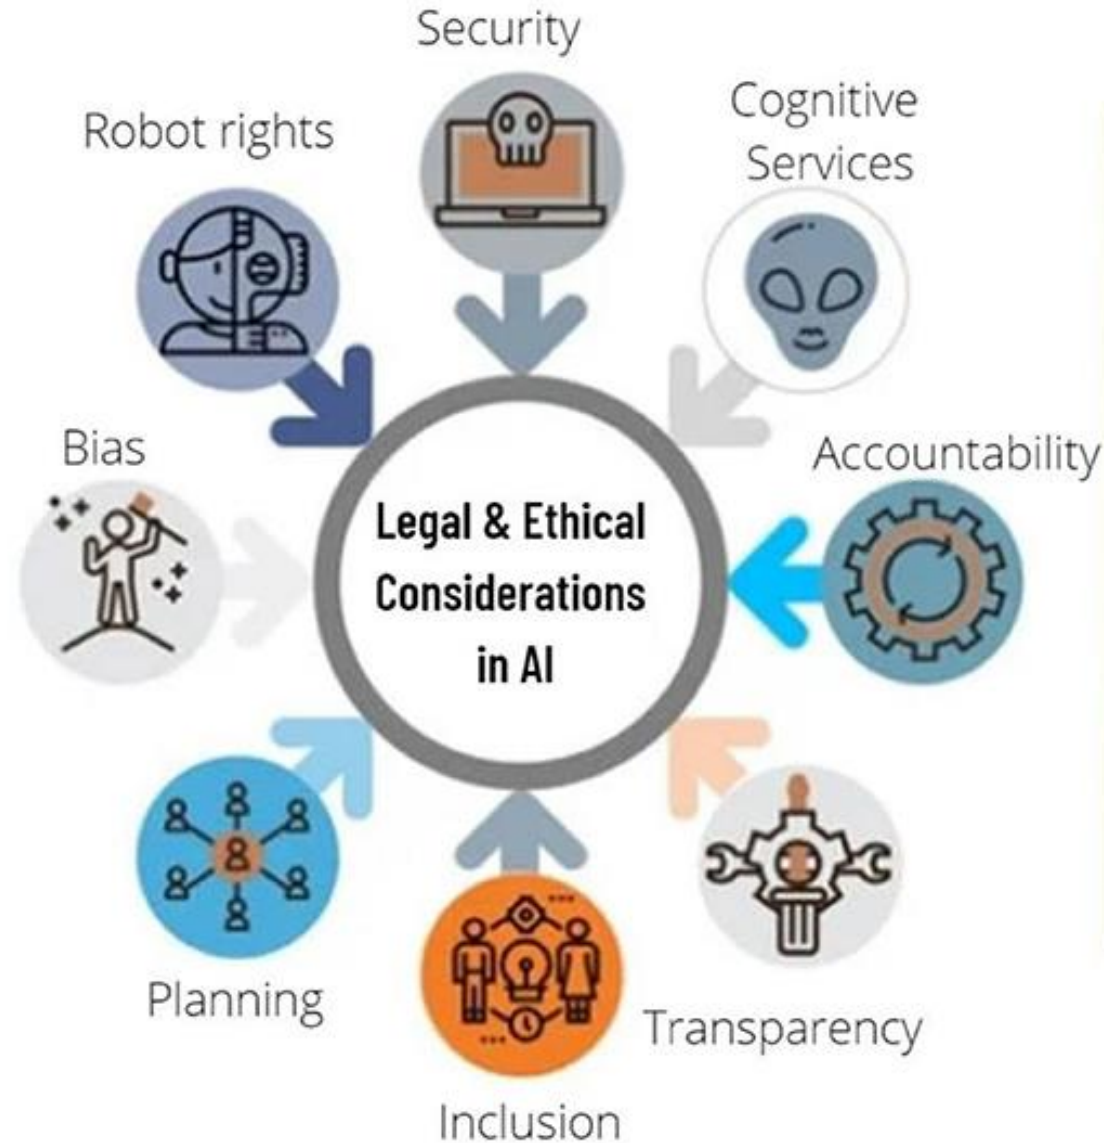 Security
Robot rights
Cognitive
Services
Bias
Accountability
Legal & Ethical
Considerations
in AI
Planning
Transparency
Inclusion